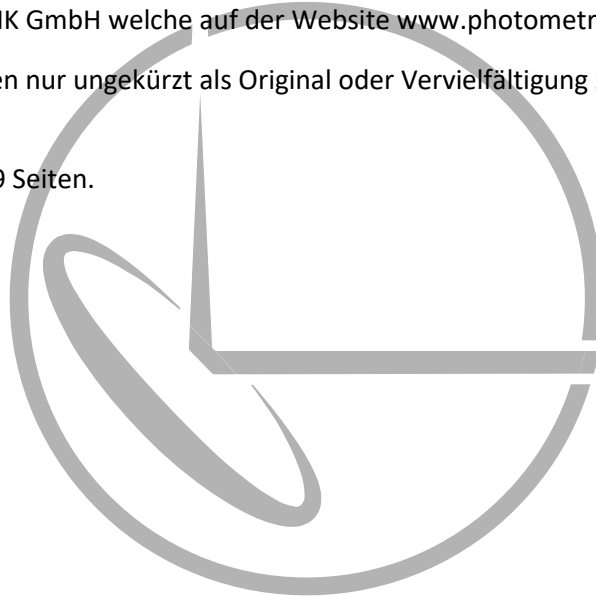 IK GmbH welche auf der Website www.photometr
en nur ungekürzt als Original oder Vervielfältigung
9 Seiten.